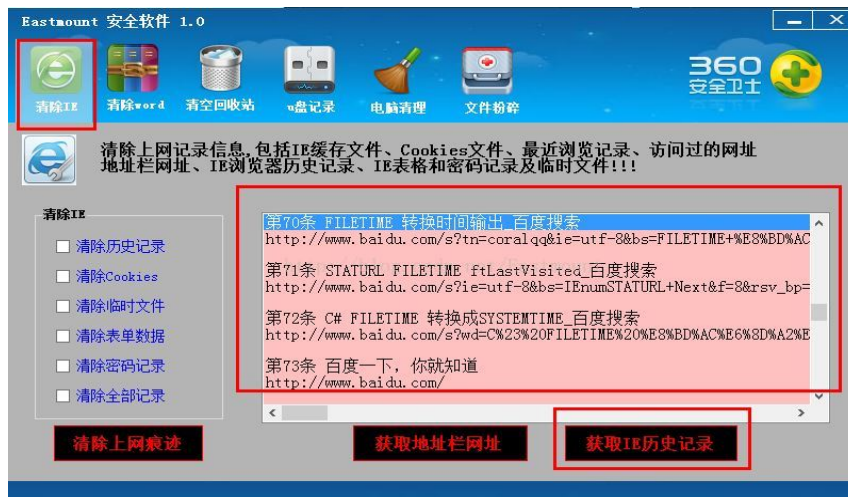 Eastmount 安全软件 1.0
清除IE
清除word
清空回收站
u盘记录
电脑清理
文件粉碎
360
安全卫士
清除上网记录信息,包括IE缓存文件、Cookies文件、最近浏览记录、访问过的网址
地址栏网址、IE浏览器历史记录、IE表格和密码记录及临时文件!!!
清除IE
清除历史记录
清除Cookies
清除临时文件
清除表单数据
清除密码记录
清除全部记录
第70条 FILETIME 转换时间输出_百度搜索
http://www.baidu.com/s?tn=coralqq&ie=utf-8&bs=FILETIME+%E8%BD%AC
第71条 STATURL FILETIME ftLastVisited_百度搜索
http://www.baidu.com/s?ie=utf-8&bs=IEnumSTATURL+Next&f=8&rsv_bp=
第72条 C# FILETIME 转换成SYSTEMTIME_百度搜索
http://www.baidu.com/s?wd=C%23%20FILETIME%20%E8%BD%AC%E6%8D%A2%E
第73条 百度一下，你就知道
http://www.baidu.com/
清除上网痕迹
获取地址栏网址
获取IE历史记录